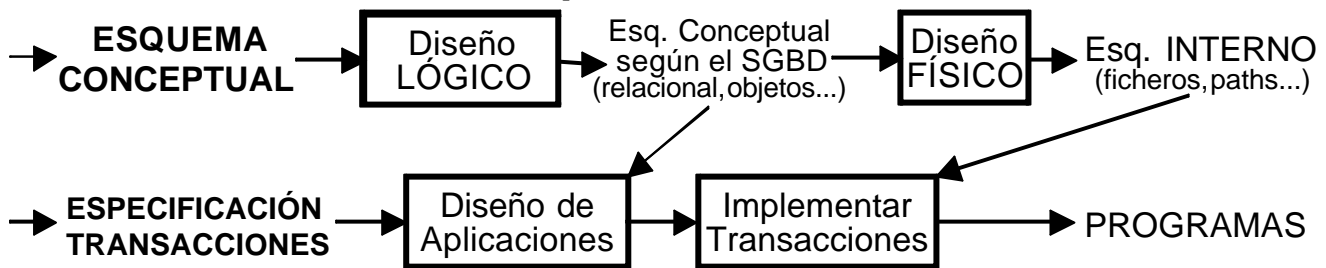 ESQUEMA
CONCEPTUAL
Diseño
LÓGICO
Esq. Conceptual
según el SGBD
(relacional,objetos...)
Diseño
FÍSICO
Esq. INTERNO
(ficheros,paths...)
ESPECIFICACIÓN
TRANSACCIONES
Diseño de
Aplicaciones
Implementar
Transacciones
PROGRAMAS